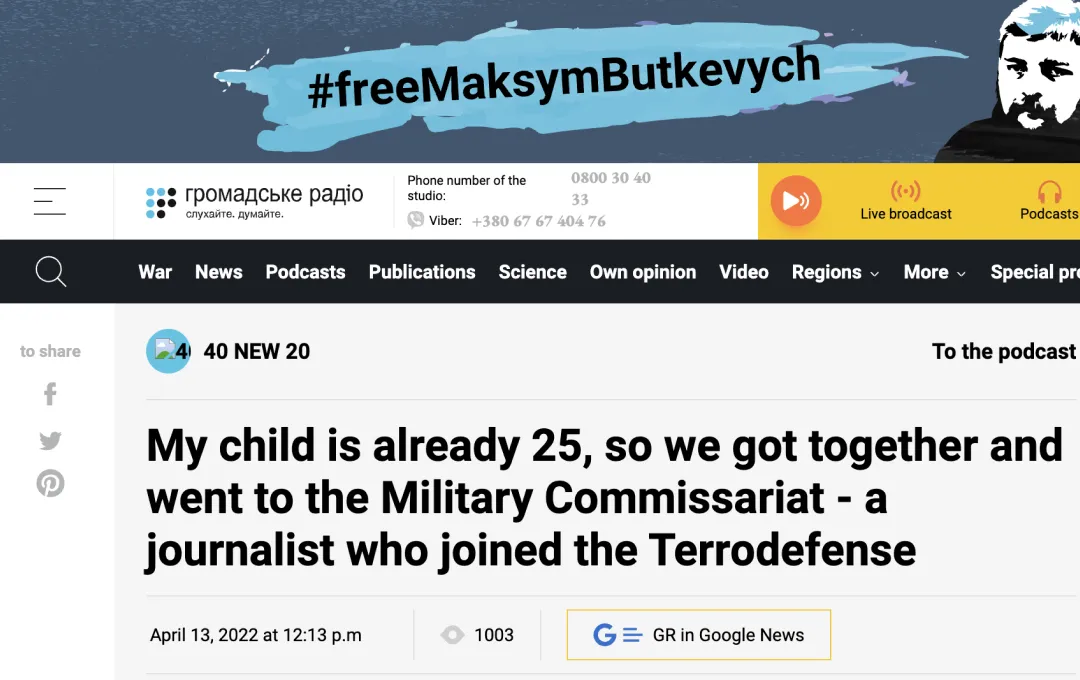 #freeMaksymButkevych
громадське радіо
слухайте. думайте.
Phone number of the
studio:
0800 30 40
33
Viber: +380 67 67 404 76
Live broadcast
Podcasts
War News Podcasts Publications Science Own opinion Video Regions More Special pr
to share
40 NEW 20
To the podcast
My child is already 25, so we got together and
went to the Military Commissariat - a
journalist who joined the Terrodefense
April 13, 2022 at 12:13 p.m
1003
GR in Google News